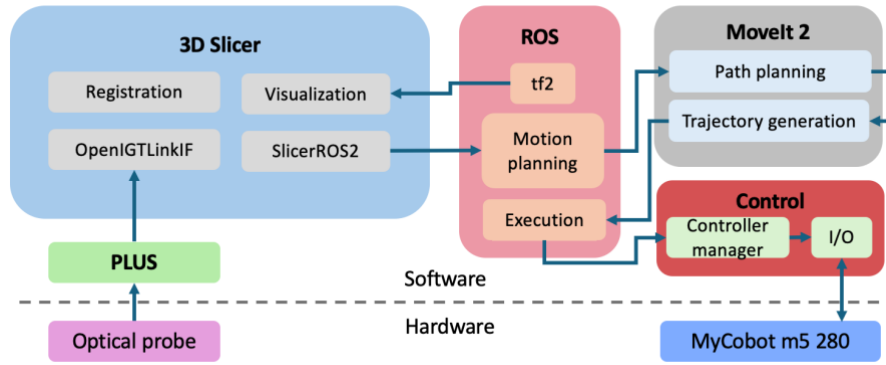 3D Slicer
Registration
Visualization
OpenIGTLinkIF
SlicerROS2
ROS
tf2
Motion
planning
Execution
MoveIt 2
Path planning
Trajectory generation
Control
Controller
manager
I/O
PLUS
Software
Hardware
Optical probe
MyCobot m5 280